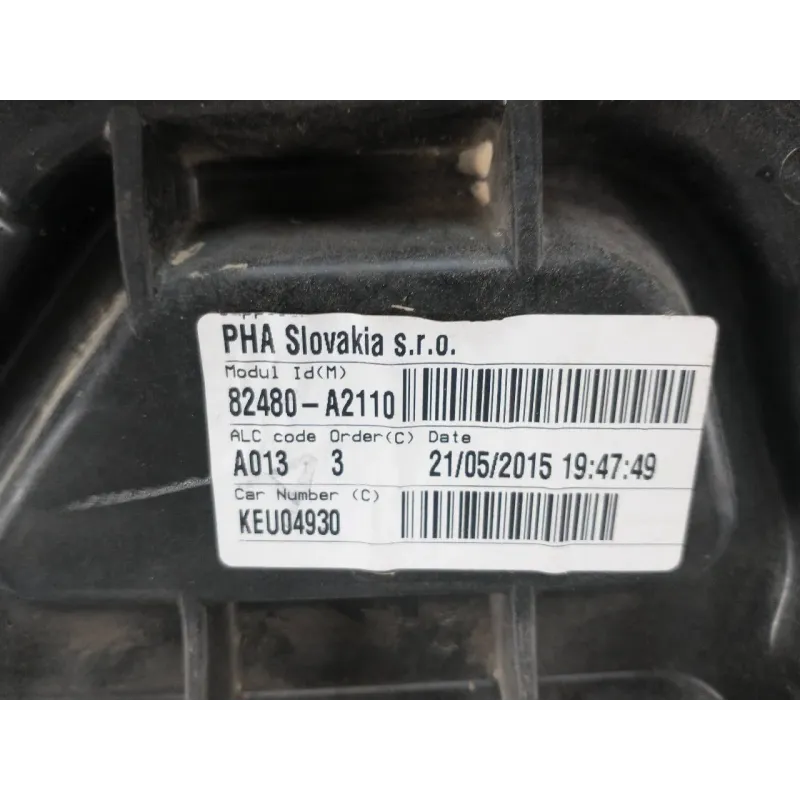 PHA Slovakia s.r.o.
Modul Id(M)
82480-A2110
ALC code Order(C) Date
A013 3 21/05/2015 19:47:49
Car Number (C)
KEU04930